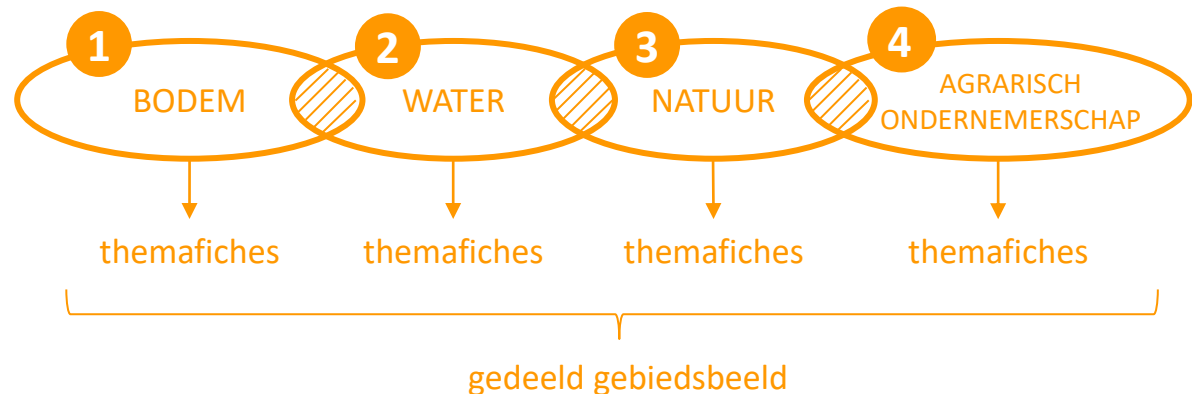 1
2
3
4
BODEM
WATER
NATUUR
AGRARISCH
ONDERNEMERSCHAP
themafiches
themafiches
themafiches
themafiches
gedeeld gebiedsbeeld